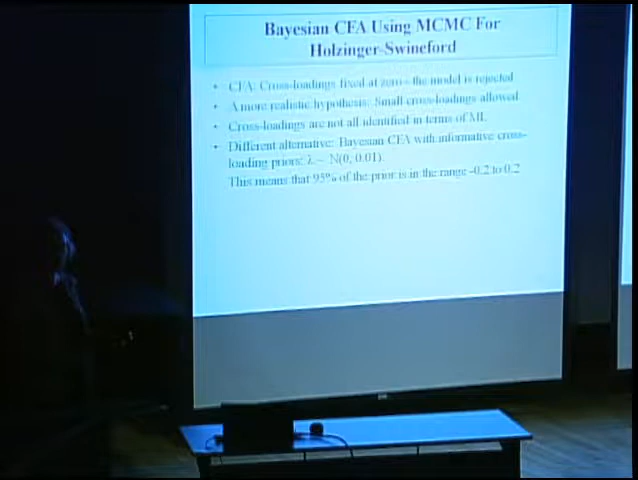 Bayesian CFA Using MCMC For
Holzinger-Swineford
• CFA: Cross-loadings fixed at zero - the model is rejected
• A more realistic hypothesis: Small cross-loadings allowed
• Cross-loadings are not all identified in terms of ML
• Different alternative: Bayesian CFA with informative cross-
loading priors: λ ~ N(0, 0.01).
This means that 95% of the prior is in the range -0.2 to 0.2